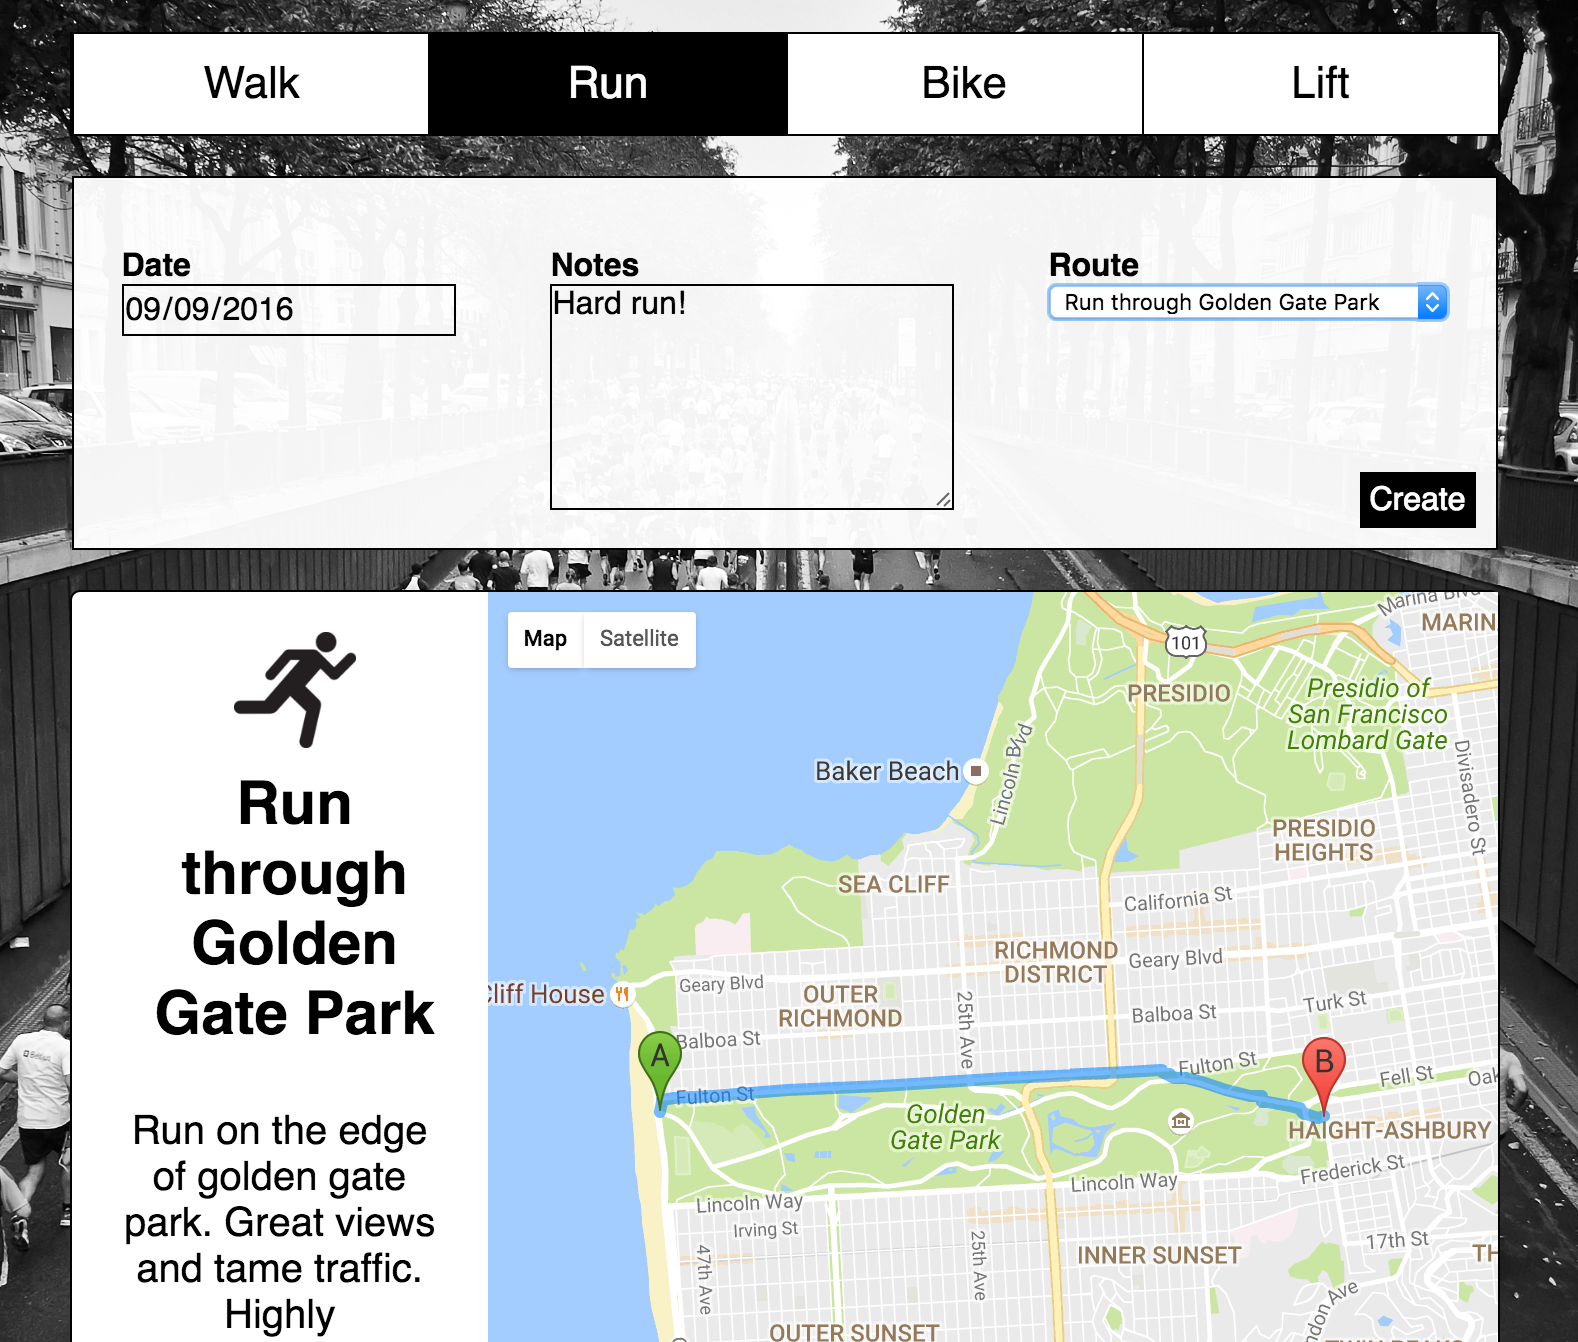 Walk
Run
Bike
Lift
Date
09/09/2016
Notes
Hard run!
Route
Run through Golden Gate Park
Create
Run
through
Golden
Gate Park
Run on the edge
of golden gate
park. Great views
and tame traffic.
Highly
Map
Satellite
Marina Blvd
MARIN
101
PRESIDIO
Presidio of
San Francisco
Lombard Gate
Lincoln Blvd
Baker Beach
Divisadero St
PRESIDIO
HEIGHTS
SEA CLIFF
California St
RICHMOND
DISTRICT
Geary Blvd
Geary Blvd
Cliff House
OUTER
RICHMOND
25th Ave
Turk St
Balboa St
Balboa St
A
B
Fulton St
Fulton St
Fell St
Oak
Golden
Gate Park
HAIGHT-ASHBURY
Frederick St
Lincoln Way
Lincoln Way
Irving St
47th Ave
25th Ave
INNER SUNSET
17th St
TH
OUTER SUNSET